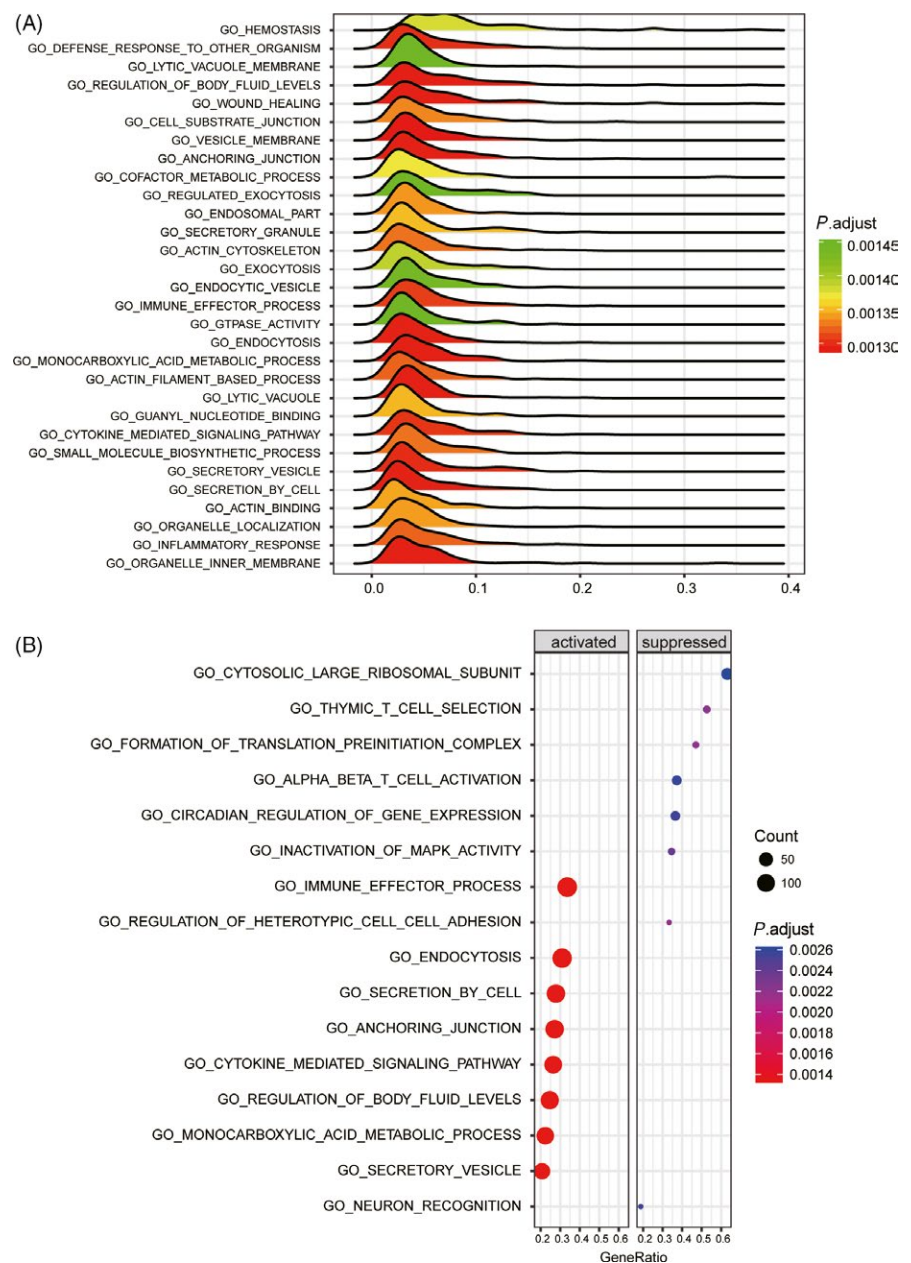 (A)
GO_HEMOSTASIS
GO_DEFENSE_RESPONSE_TO_OTHER_ORGANISM
GO_LYTIC_VACUOLE_MEMBRANE
GO_REGULATION_OF_BODY_FLUID_LEVELS
GO_WOUND_HEALING
GO_CELL_SUBSTRATE_JUNCTION
GO_VESICLE_MEMBRANE
GO_ANCHORING_JUNCTION
GO_COFACTOR_METABOLIC_PROCESS
GO_REGULATED_EXOCYTOSIS
GO_ENDOSOMAL_PART
GO_SECRETORY_GRANULE
GO_ACTIN_CYTOSKELETON
GO_EXOCYTOSIS
GO_ENDOCYTIC_VESICLE
GO_IMMUNE_EFFECTOR_PROCESS
GO_GTPASE_ACTIVITY
GO_ENDOCYTOSIS
GO_MONOCARBOXYLIC_ACID_METABOLIC_PROCESS
GO_ACTIN_FILAMENT_BASED_PROCESS
GO_LYTIC_VACUOLE
GO_GUANYL_NUCLEOTIDE_BINDING
GO_CYTOKINE_MEDIATED_SIGNALING_PATHWAY
GO_SMALL_MOLECULE_BIOSYNTHETIC_PROCESS
GO_SECRETORY_VESICLE
GO_SECRETION_BY_CELL
GO_ACTIN_BINDING
GO_ORGANELLE_LOCALIZATION
GO_INFLAMMATORY_RESPONSE
GO_ORGANELLE_INNER_MEMBRANE
0.0 0.1 0.2 0.3 0.4
P.adjust
0.00145
0.00140
0.00135
0.00130
(B)
activated suppressed
GO_CYTOSOLIC_LARGE_RIBOSOMAL_SUBUNIT
GO_THYMIC_T_CELL_SELECTION
GO_FORMATION_OF_TRANSLATION_PREINITIATION_COMPLEX
GO_ALPHA_BETA_T_CELL_ACTIVATION
GO_CIRCADIAN_REGULATION_OF_GENE_EXPRESSION
GO_INACTIVATION_OF_MAPK_ACTIVITY
GO_IMMUNE_EFFECTOR_PROCESS
GO_REGULATION_OF_HETEROTYPIC_CELL_CELL_ADHESION
GO_ENDOCYTOSIS
GO_SECRETION_BY_CELL
GO_ANCHORING_JUNCTION
GO_CYTOKINE_MEDIATED_SIGNALING_PATHWAY
GO_REGULATION_OF_BODY_FLUID_LEVELS
GO_MONOCARBOXYLIC_ACID_METABOLIC_PROCESS
GO_SECRETORY_VESICLE
GO_NEURON_RECOGNITION
0.2 0.3 0.4 0.5 0.6 0.2 0.3 0.4 0.5 0.6
GeneRatio
Count
50
100
P.adjust
0.0026
0.0024
0.0022
0.0018
0.0016
0.0014